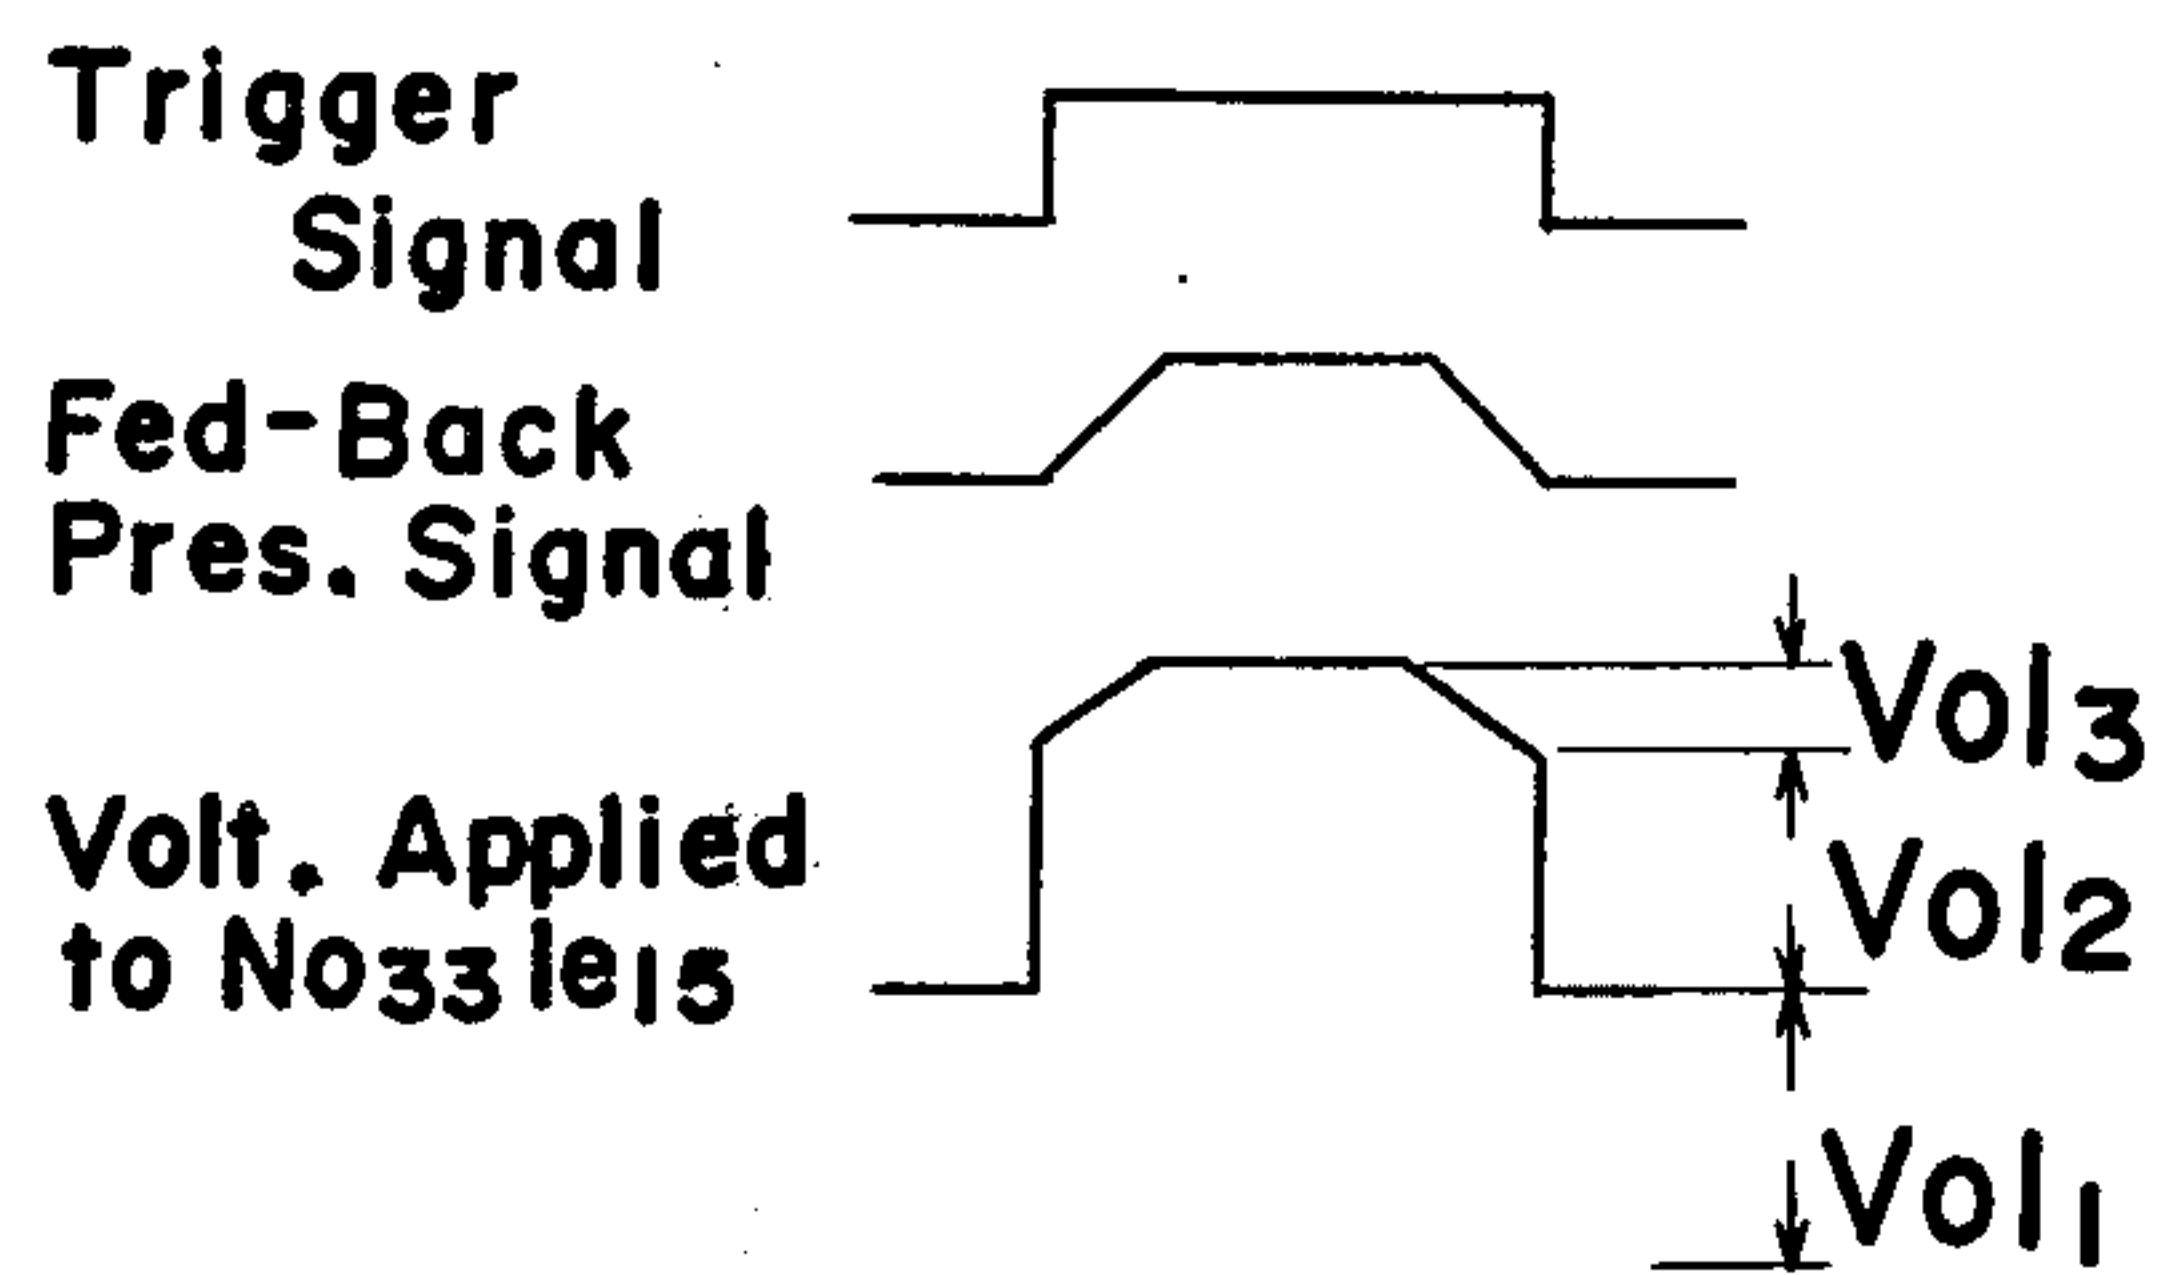 Trigger
Signal
Fed-Back
Pres. Signal
Vol3
Volt. Applied
to No33le15
Vol2
Vol1